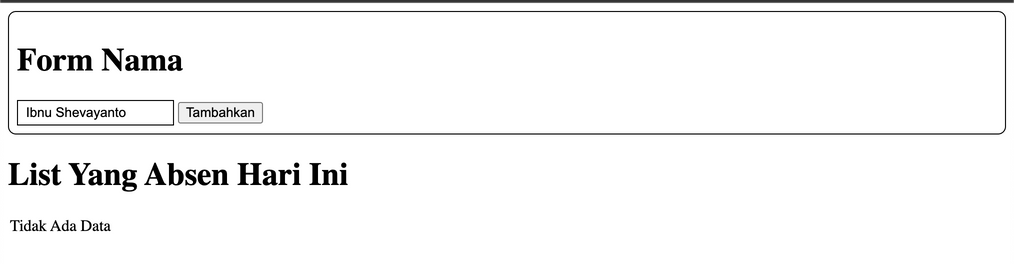 Form Nama
Ibnu Shevayanto Tambahkan
List Yang Absen Hari Ini
Tidak Ada Data